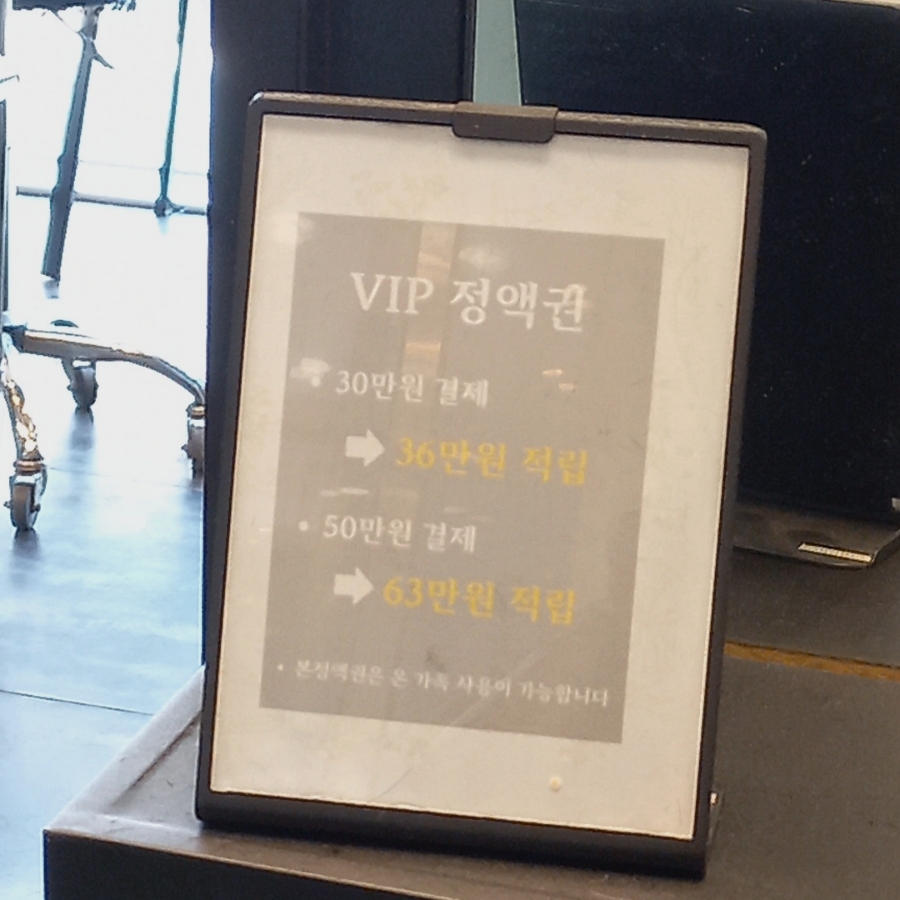 VIP 정액권
• 30만원 결제
➡ 36만원 적립
• 50만원 결제
➡ 63만원 적립
• 본정액권은 온 가족 사용이 가능합니다